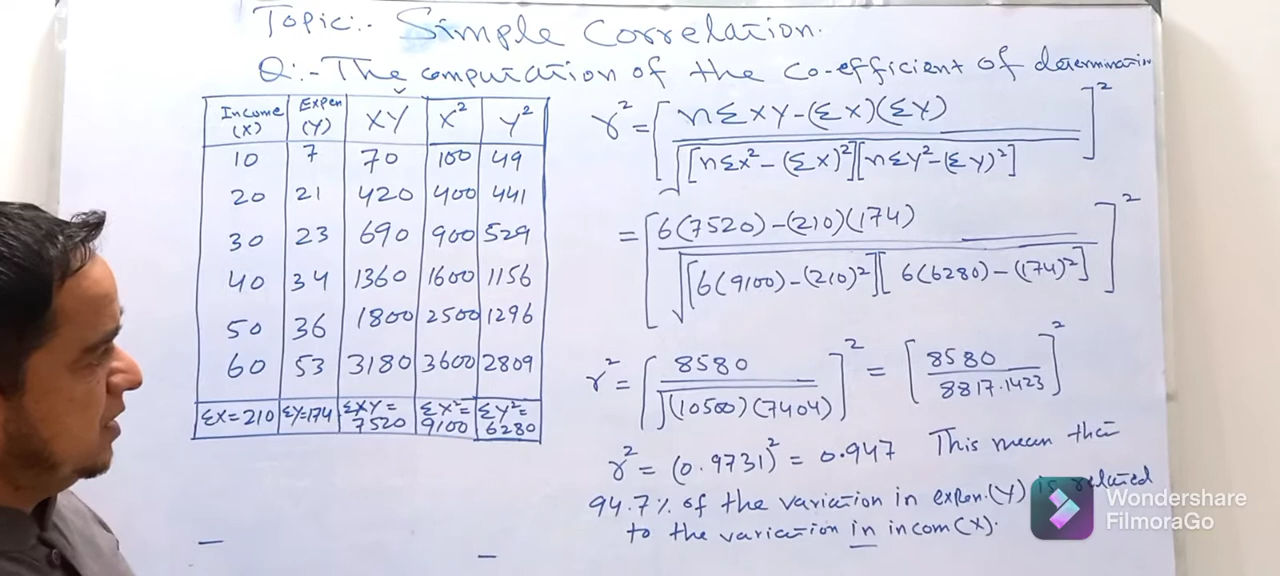 Topic:- Simple Correlation.
Q:- The computation of the Co-efficient of determination
Income (X) Expen (Y) XY X² Y²
10 7 70 100 49
20 21 420 400 441
30 23 690 900 529
40 34 1360 1600 1156
50 36 1800 2500 1296
60 53 3180 3600 2809
ΣX=210 ΣY=174 ΣXY=7520 ΣX²=9100 ΣY²=6280
r² = [nΣXY-(ΣX)(ΣY) / √[nΣx²-(Σx)²][nΣY²-(ΣY)²]]²
= [6(7520)-(210)(174) / √[6(9100)-(210)²][6(6280)-(174)²]]²
r² = [8580 / √(10500)(7404)]² = [8580 / 8817.1423]²
r² = (0.9731)² = 0.947 This mean that
94.7% of the variation in expen.(Y) is related
to the variation in incom(X).
Wondershare
FilmoraGo